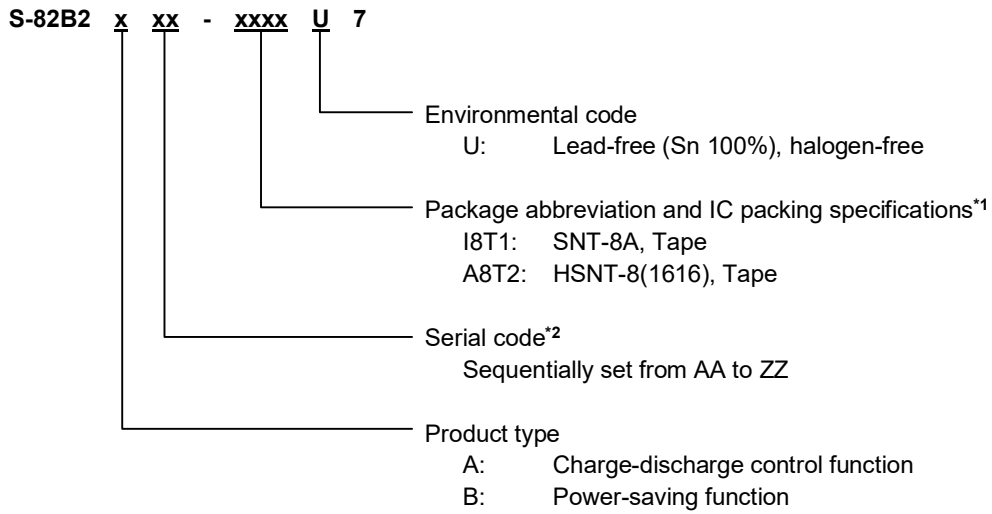 S-82B2 x xx - xxxx U 7
Environmental code
U: Lead-free (Sn 100%), halogen-free
Package abbreviation and IC packing specifications*1
I8T1: SNT-8A, Tape
A8T2: HSNT-8(1616), Tape
Serial code*2
Sequentially set from AA to ZZ
Product type
A: Charge-discharge control function
B: Power-saving function